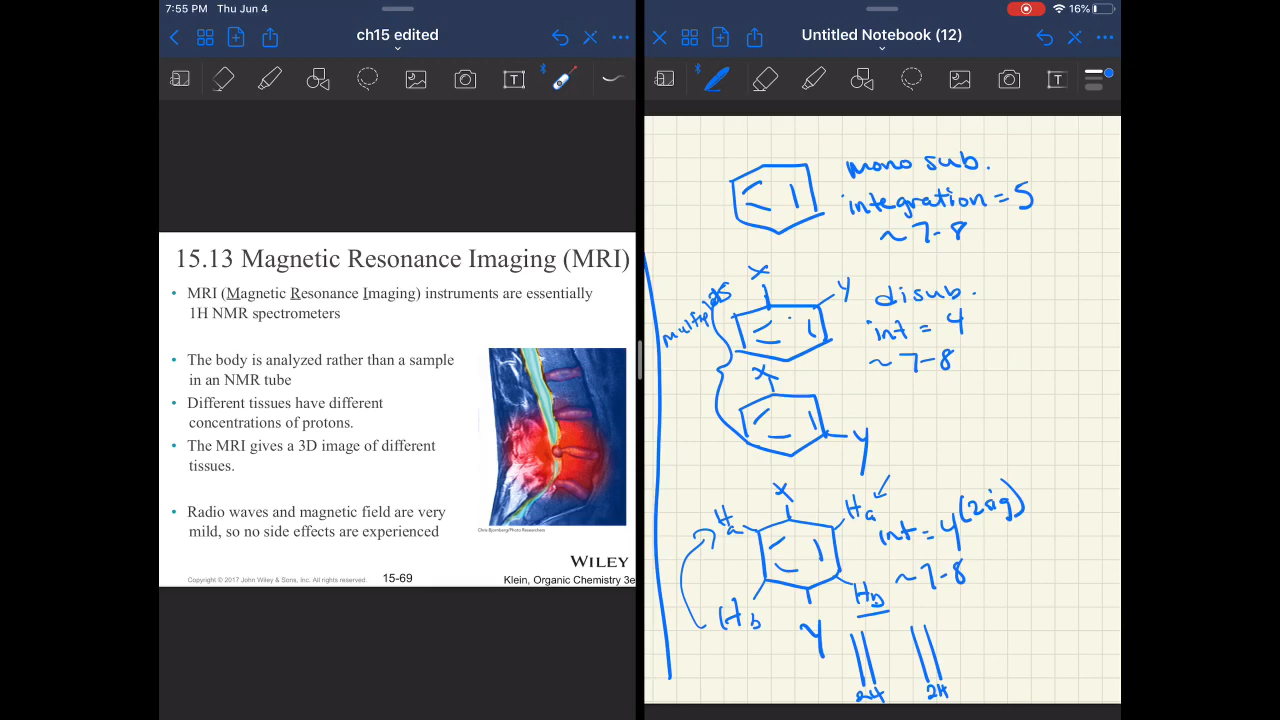 7:55 PM Thu Jun 4
16%
ch15 edited
Untitled Notebook (12)
T
T
15.13 Magnetic Resonance Imaging (MRI)
• MRI (Magnetic Resonance Imaging) instruments are essentially
1H NMR spectrometers
• The body is analyzed rather than a sample
in an NMR tube
• Different tissues have different
concentrations of protons.
• The MRI gives a 3D image of different
tissues.
• Radio waves and magnetic field are very
mild, so no side effects are experienced
Chris Bjornberg/Photo Researchers
WILEY
Copyright © 2017 John Wiley & Sons, Inc. All rights reserved.
15-69
Klein, Organic Chemistry 3e
mono sub.
integration = 5
~ 7-8
X
Y
disub.
int = 4
~ 7-8
multiplets
X
Y
X
Ha
Ha
int = 4 (2 sig)
~ 7-8
Hb
Hb
Y
2H
2H